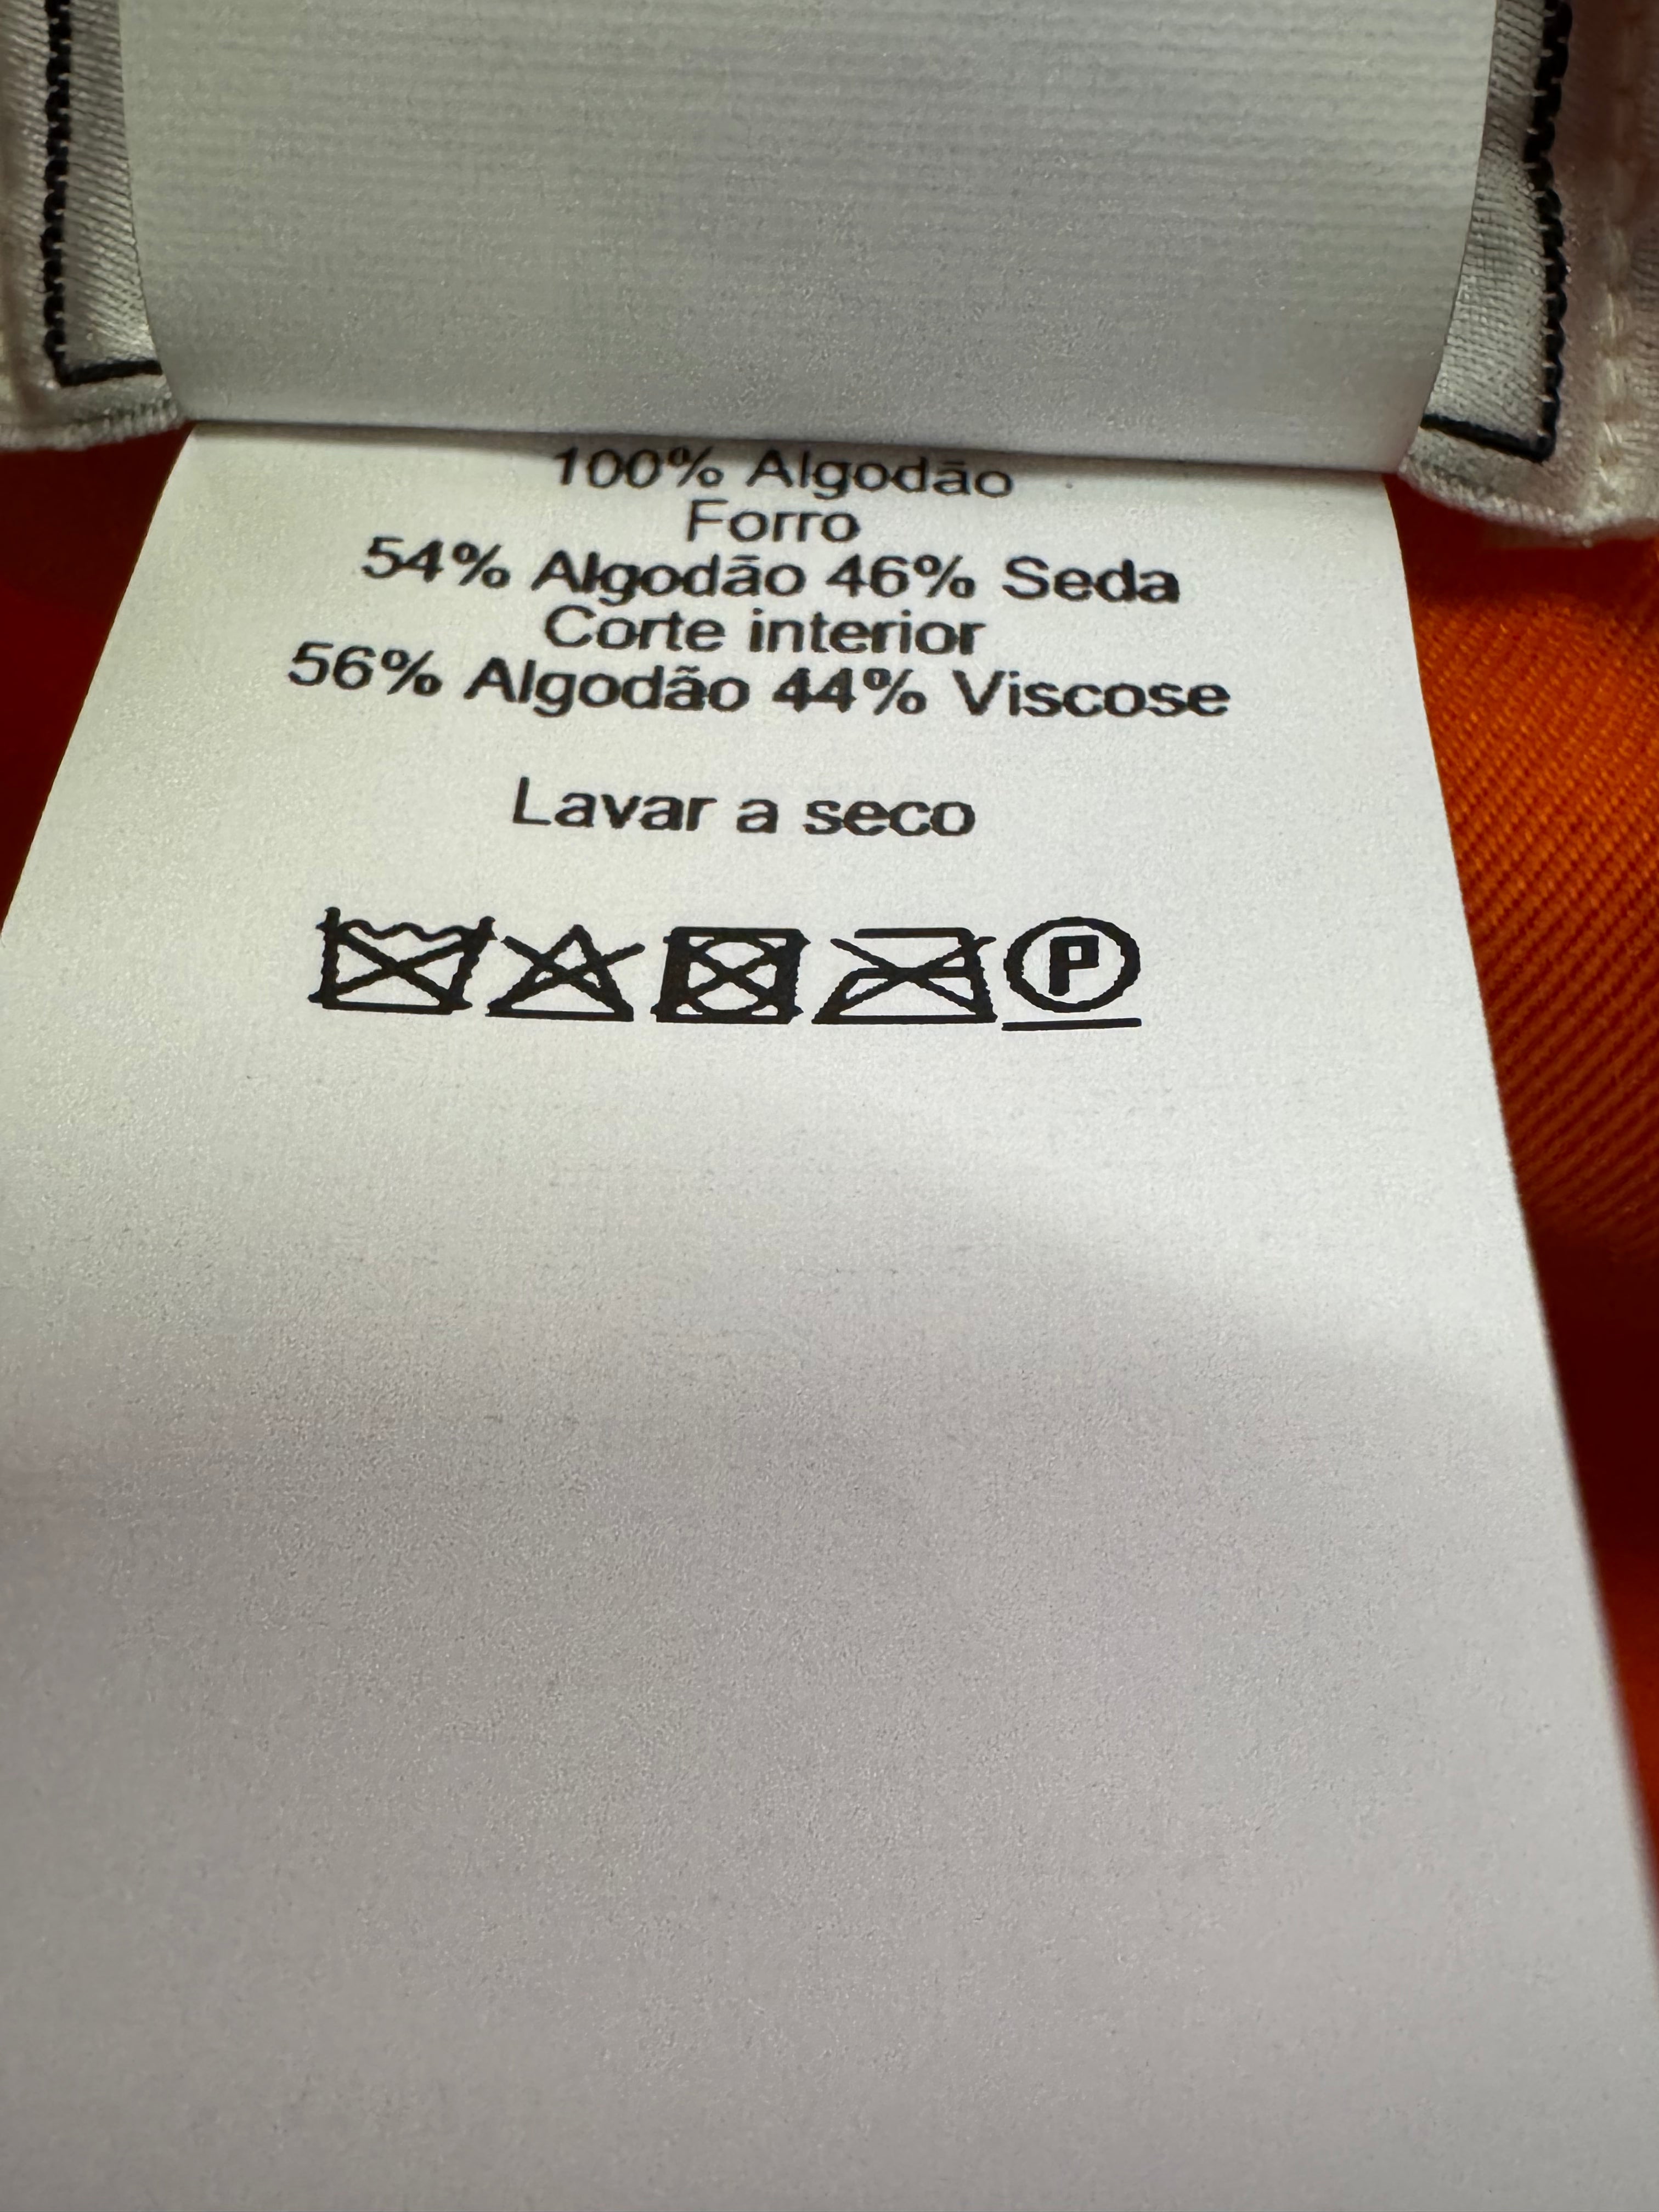 100% Algodão
Forro
54% Algodão 46% Seda
Corte interior
56% Algodão 44% Viscose
Lavar a seco
P